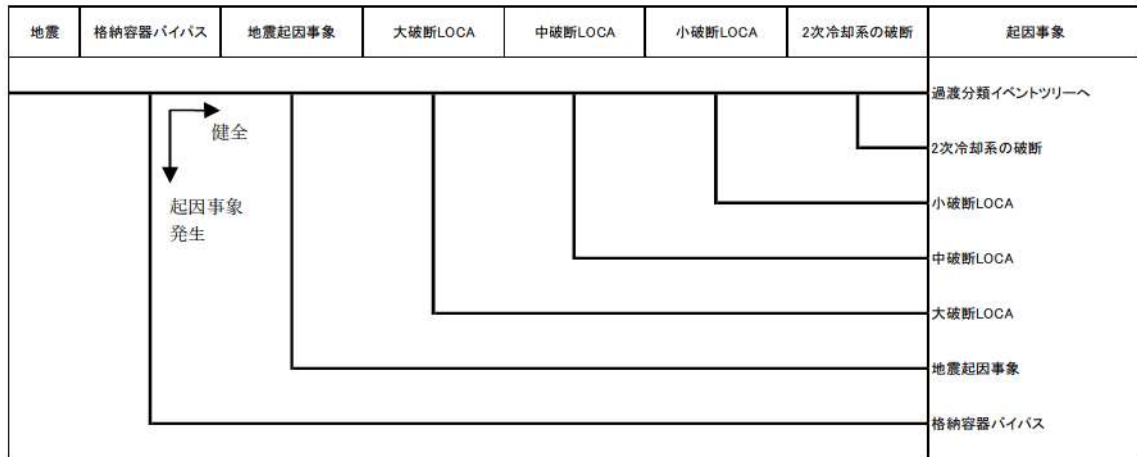 地震 格納容器バイパス 地震起因事象 大破断LOCA 中破断LOCA 小破断LOCA 2次冷却系の破断 起因事象
過渡分類イベントツリーへ
健全
2次冷却系の破断
起因事象
発生
小破断LOCA
中破断LOCA
大破断LOCA
地震起因事象
格納容器バイパス